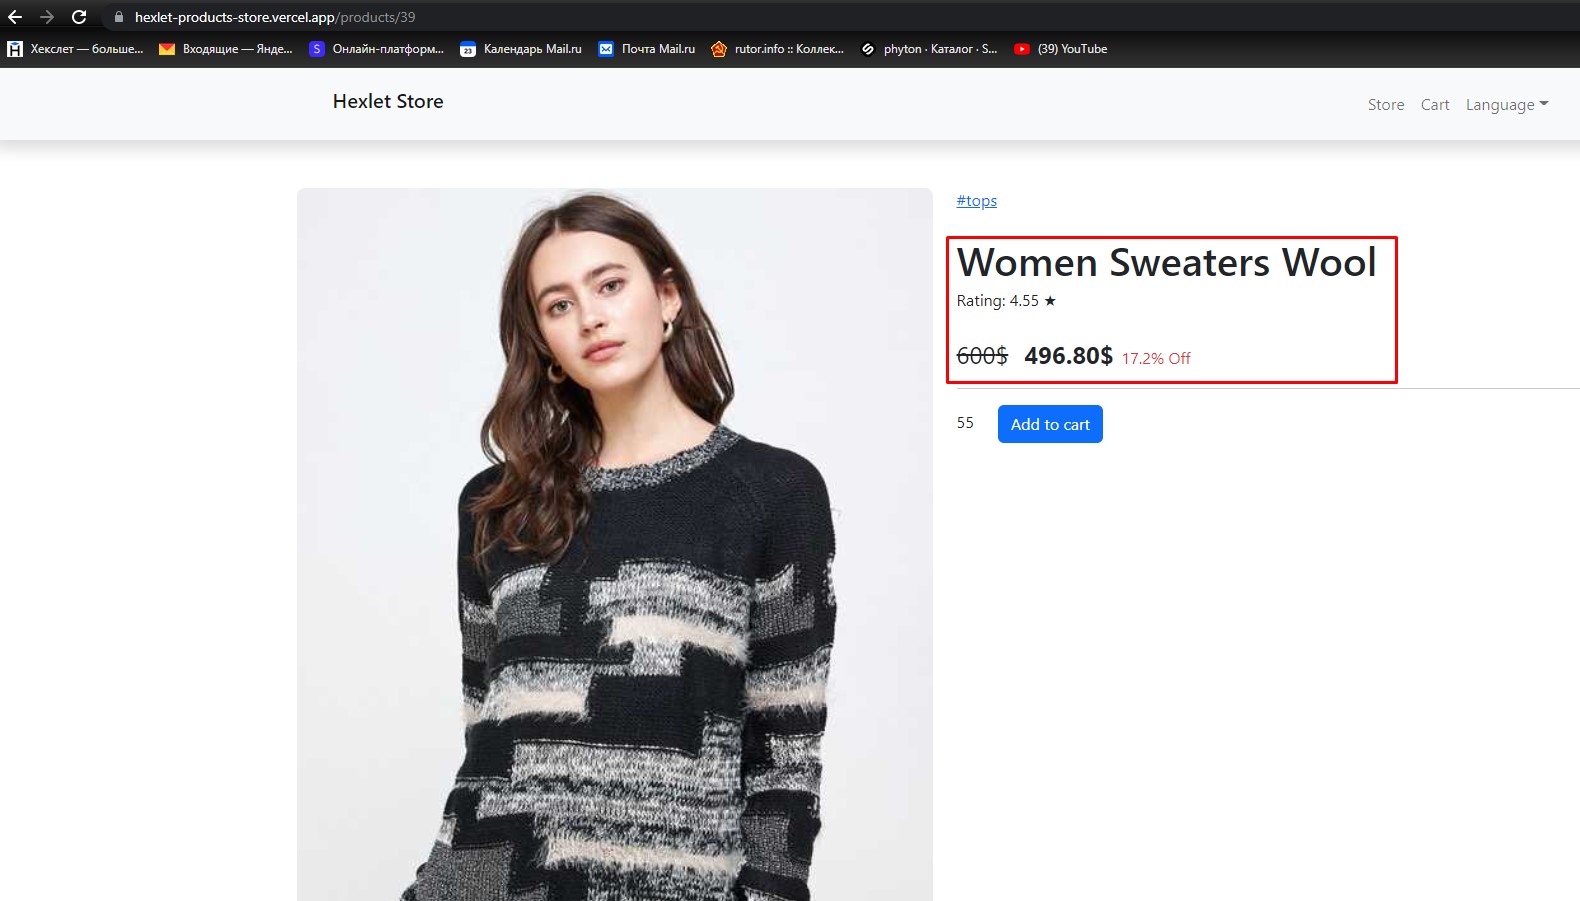 hexlet-products-store.vercel.app/products/39
Хекслет — больше... Входящие — Янде... Онлайн-платформ... Календарь Mail.ru Почта Mail.ru rutor.info :: Коллек... phyton · Каталог · S... (39) YouTube
Hexlet Store
Store Cart Language
#tops
Women Sweaters Wool
Rating: 4.55 ★
600$ 496.80$ 17.2% Off
55 Add to cart